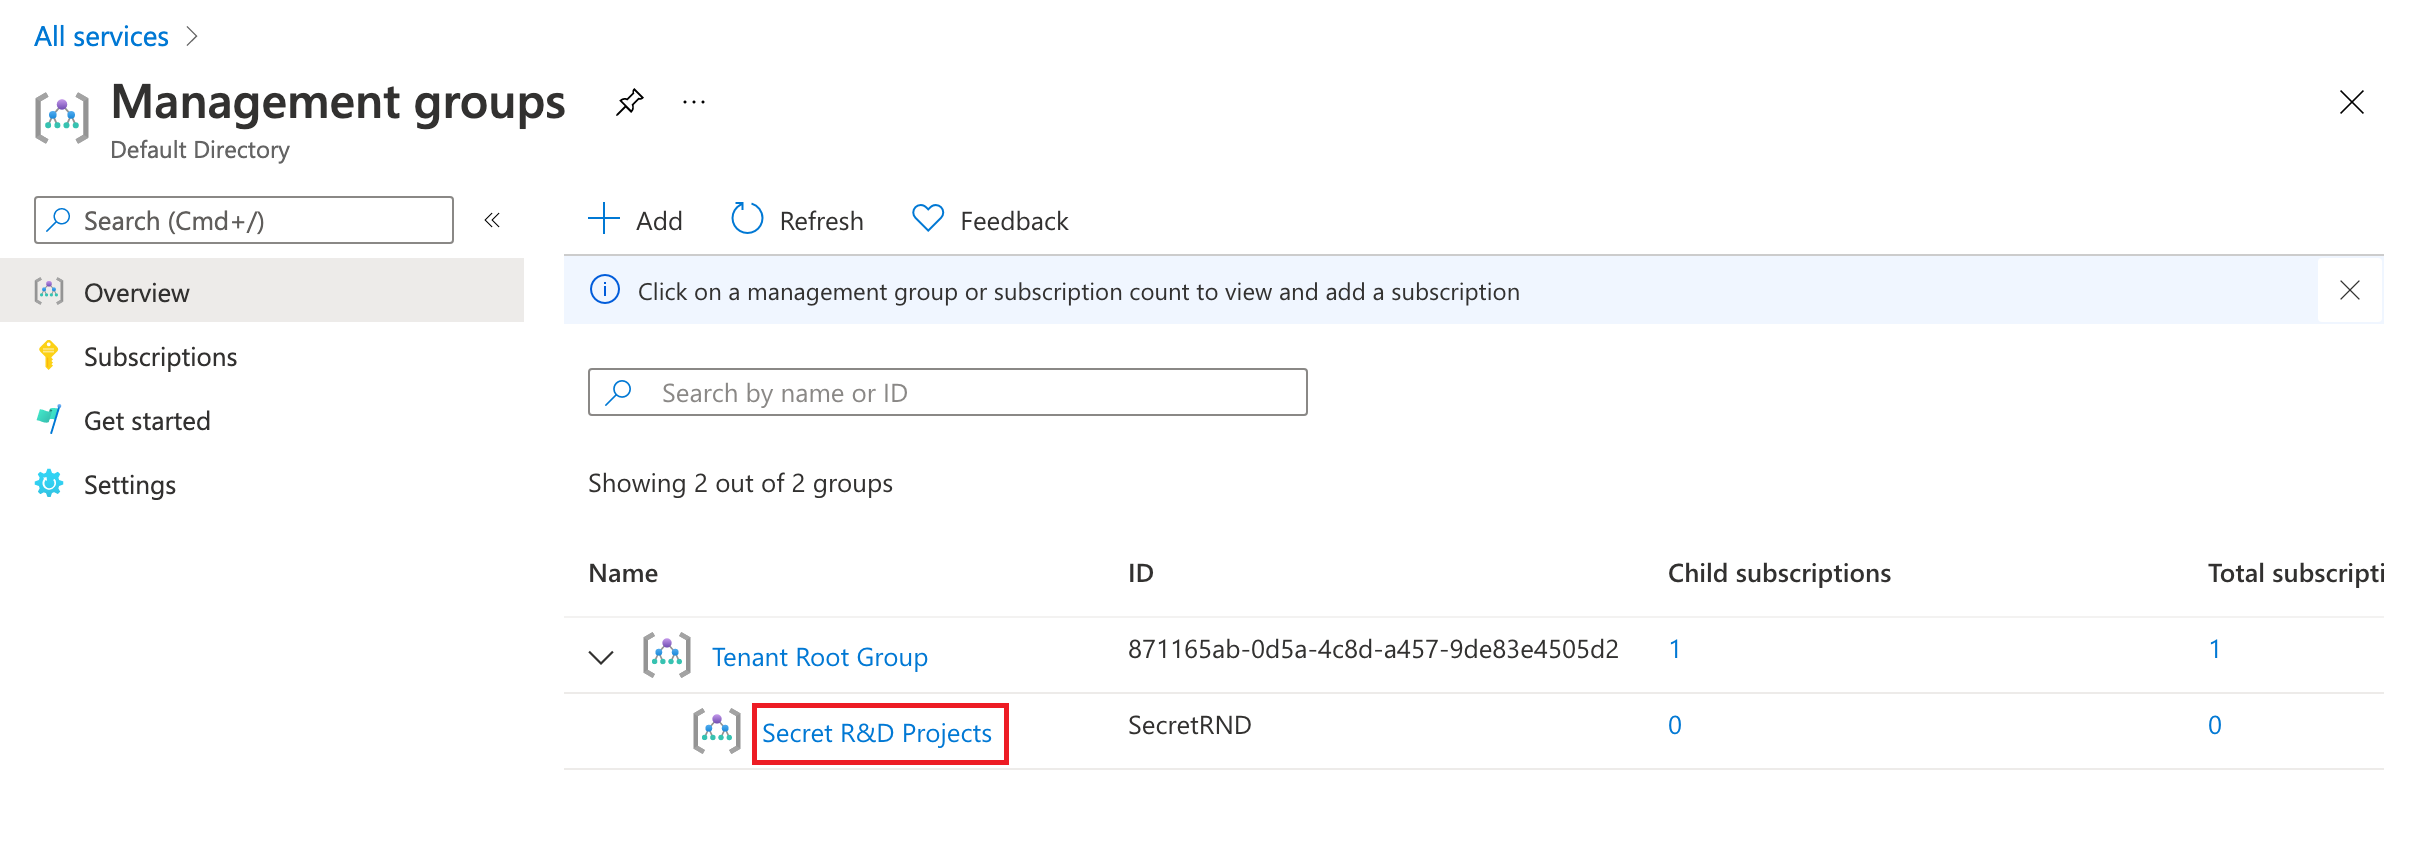 All services
Management groups
Default Directory
Search (Cmd+/)
Add Refresh Feedback
Overview
Click on a management group or subscription count to view and add a subscription
Subscriptions
Search by name or ID
Get started
Settings
Showing 2 out of 2 groups
Name ID Child subscriptions Total subscripti
Tenant Root Group 871165ab-0d5a-4c8d-a457-9de83e4505d2 1 1
Secret R&D Projects SecretRND 0 0